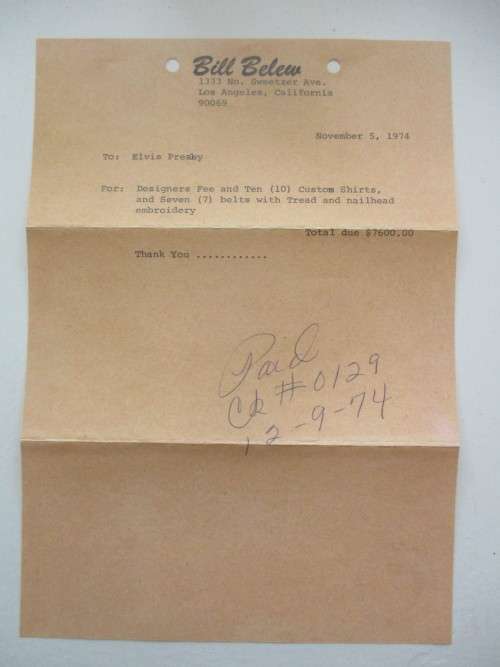 Bill Belew
1333 No. Sweetzer Ave.
Los Angeles, California
90069
November 5, 1974
To: Elvis Presley
For: Designers Fee and Ten (10) Custom Shirts,
and Seven (7) belts with Tread and nailhead
embroidery
Total due $7600.00
Thank You ............
Paid
Ck #0129
12-9-74